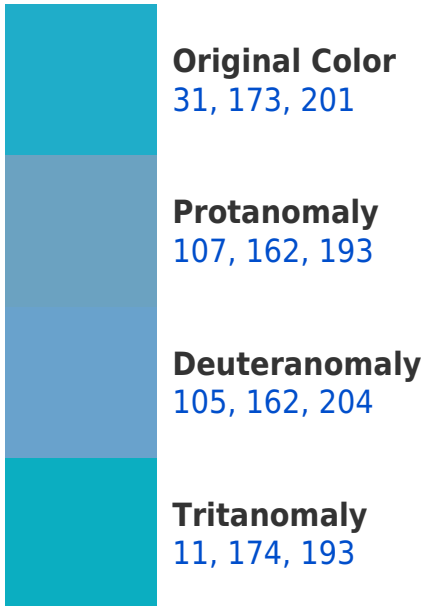 Original Color
31, 173, 201
Protanomaly
107, 162, 193
Deuteranomaly
105, 162, 204
Tritanomaly
11, 174, 193